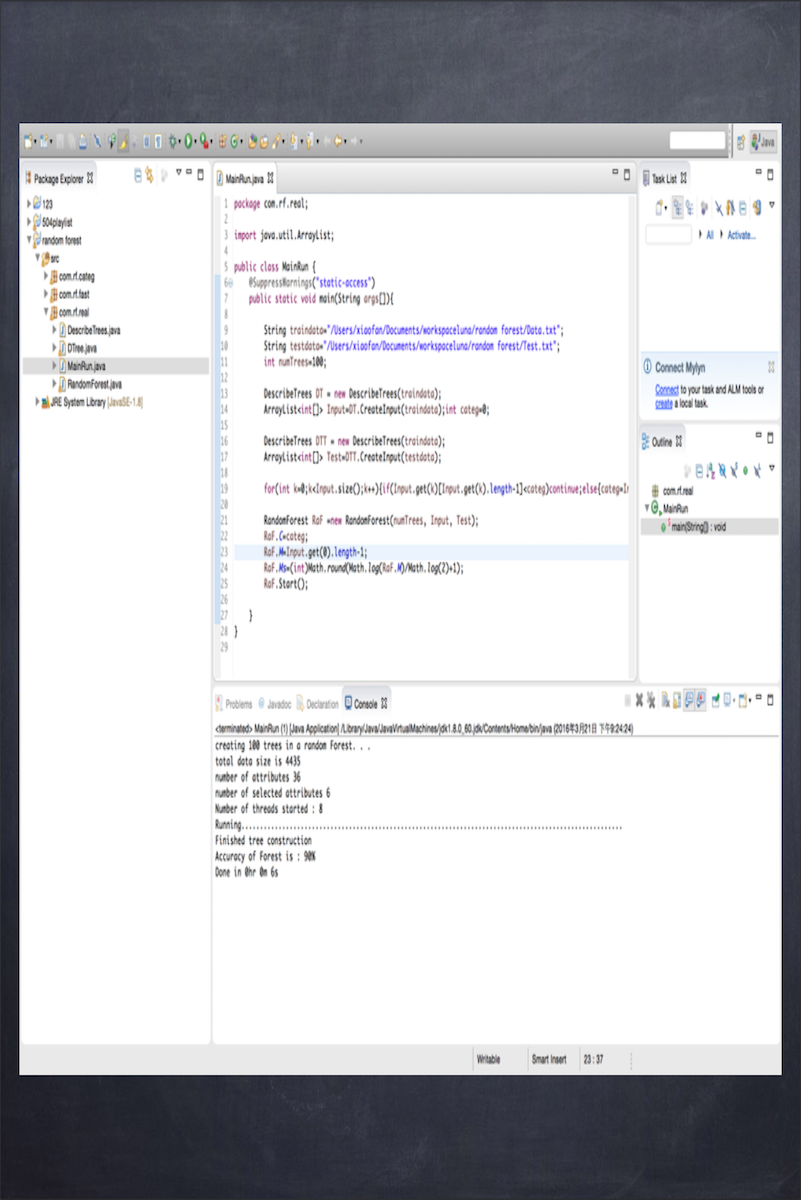 Java
Package Explorer
123
504playlist
random forest
src
com.rf.categ
com.rf.fast
com.rf.real
DescribeTrees.java
DTree.java
MainRun.java
RandomForest.java
JRE System Library [JavaSE-1.8]
MainRun.java
1 package com.rf.real;
2
3 import java.util.ArrayList;
4
5 public class MainRun {
6 @SuppressWarnings("static-access")
7 public static void main(String args[]){
8
9 String traindata="/Users/xiaofan/Documents/workspaceluna/random forest/Data.txt";
10 String testdata="/Users/xiaofan/Documents/workspaceluna/random forest/Test.txt";
11 int numTrees=100;
12
13 DescribeTrees DT = new DescribeTrees(traindata);
14 ArrayList<int[]> Input=DT.CreateInput(traindata);int categ=0;
15
16 DescribeTrees DTT = new DescribeTrees(traindata);
17 ArrayList<int[]> Test=DTT.CreateInput(testdata);
18
19 for(int k=0;k<Input.size();k++){if(Input.get(k)[Input.get(k).length-1]<categ)continue;else{categ=In
20
21 RandomForest RaF =new RandomForest(numTrees, Input, Test);
22 RaF.C=categ;
23 RaF.M=Input.get(0).length-1;
24 RaF.Ms=(int)Math.round(Math.log(RaF.M)/Math.log(2)+1);
25 RaF.Start();
26
27 }
28 }
29
Task List
All Activate...
Connect Mylyn
Connect to your task and ALM tools or
create a local task.
Outline
com.rf.real
MainRun
main(String[]) : void
Problems @ Javadoc Declaration Console
<terminated> MainRun (1) [Java Application] /Library/Java/JavaVirtualMachines/jdk1.8.0_60.jdk/Contents/Home/bin/java (2016年3月21日 下午9:24:24)
creating 100 trees in a random Forest. . .
total data size is 4435
number of attributes 36
number of selected attributes 6
Number of threads started : 8
Running....................................................................................................
Finished tree construction
Accuracy of Forest is : 90%
Done in 0hr 0m 6s
Writable Smart Insert 23 : 37